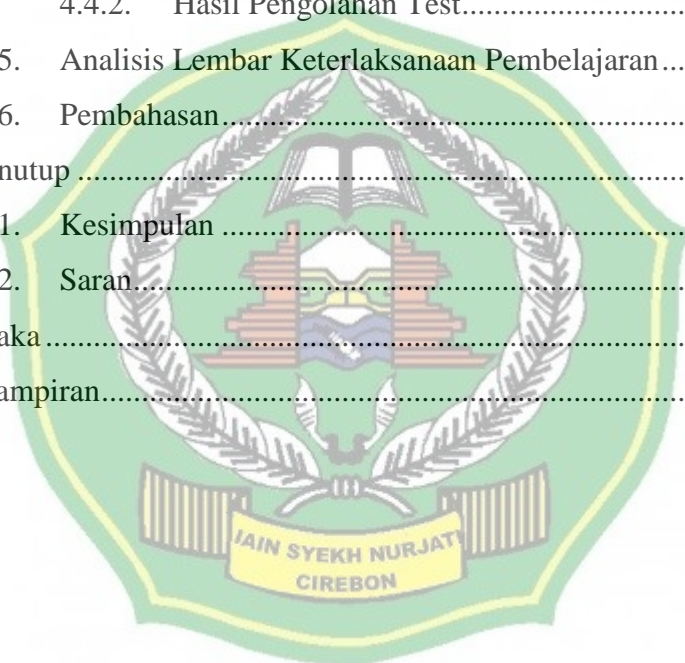 4.4.2. Hasil Pengolahan Test...........................
5. Analisis Lembar Keterlaksanaan Pembelajaran...
6. Pembahasan.......................................................
nutup ..........................................................................
1. Kesimpulan .......................................................
2. Saran..................................................................
aka ..............................................................................
ampiran.......................................................................
IAIN SYEKH NURJATI
CIREBON